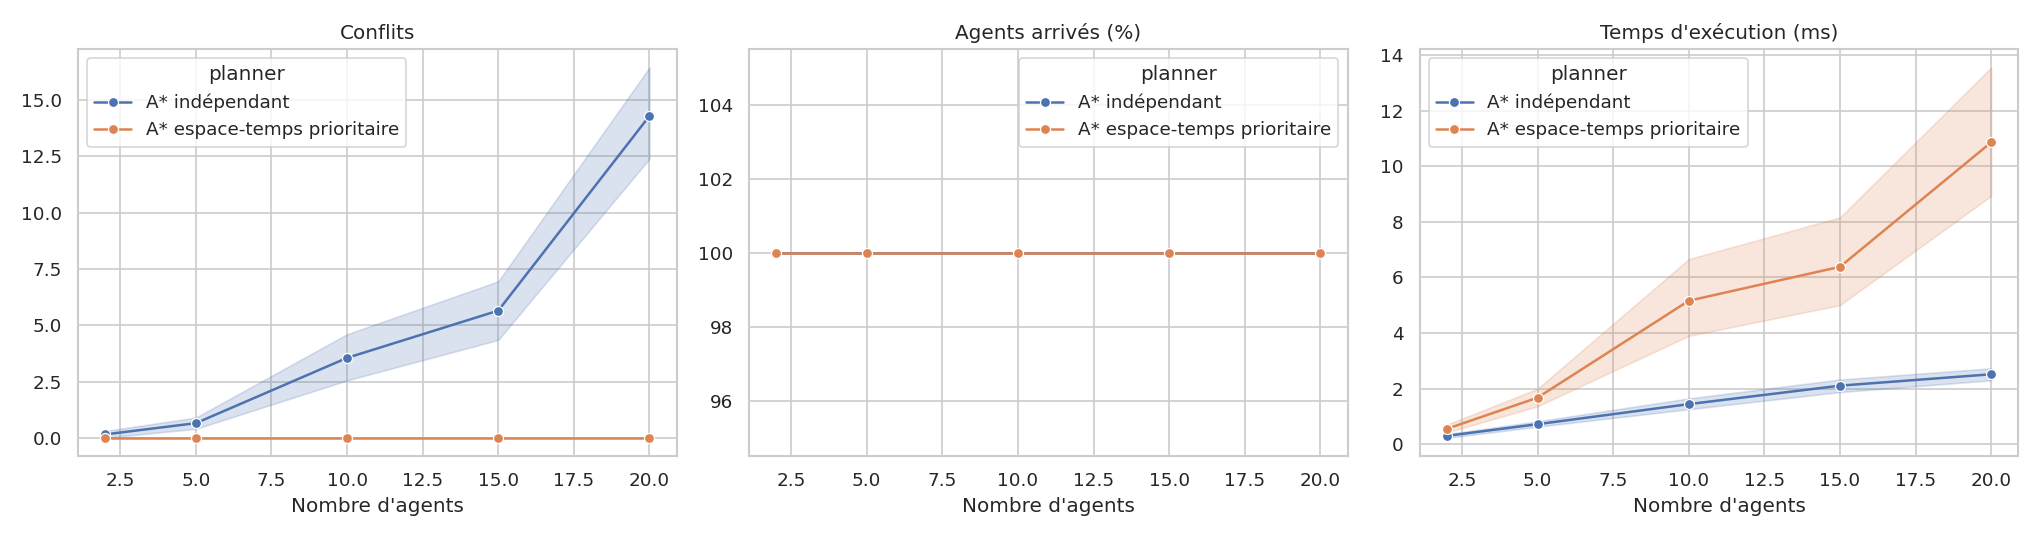 Conflits
planner
A* indépendant
A* espace-temps prioritaire
15.0
12.5
10.0
7.5
5.0
2.5
0.0
2.5 5.0 7.5 10.0 12.5 15.0 17.5 20.0
Nombre d'agents
Agents arrivés (%)
planner
A* indépendant
A* espace-temps prioritaire
104
102
100
98
96
2.5 5.0 7.5 10.0 12.5 15.0 17.5 20.0
Nombre d'agents
Temps d'exécution (ms)
planner
A* indépendant
A* espace-temps prioritaire
14
12
10
8
6
4
2
0
2.5 5.0 7.5 10.0 12.5 15.0 17.5 20.0
Nombre d'agents